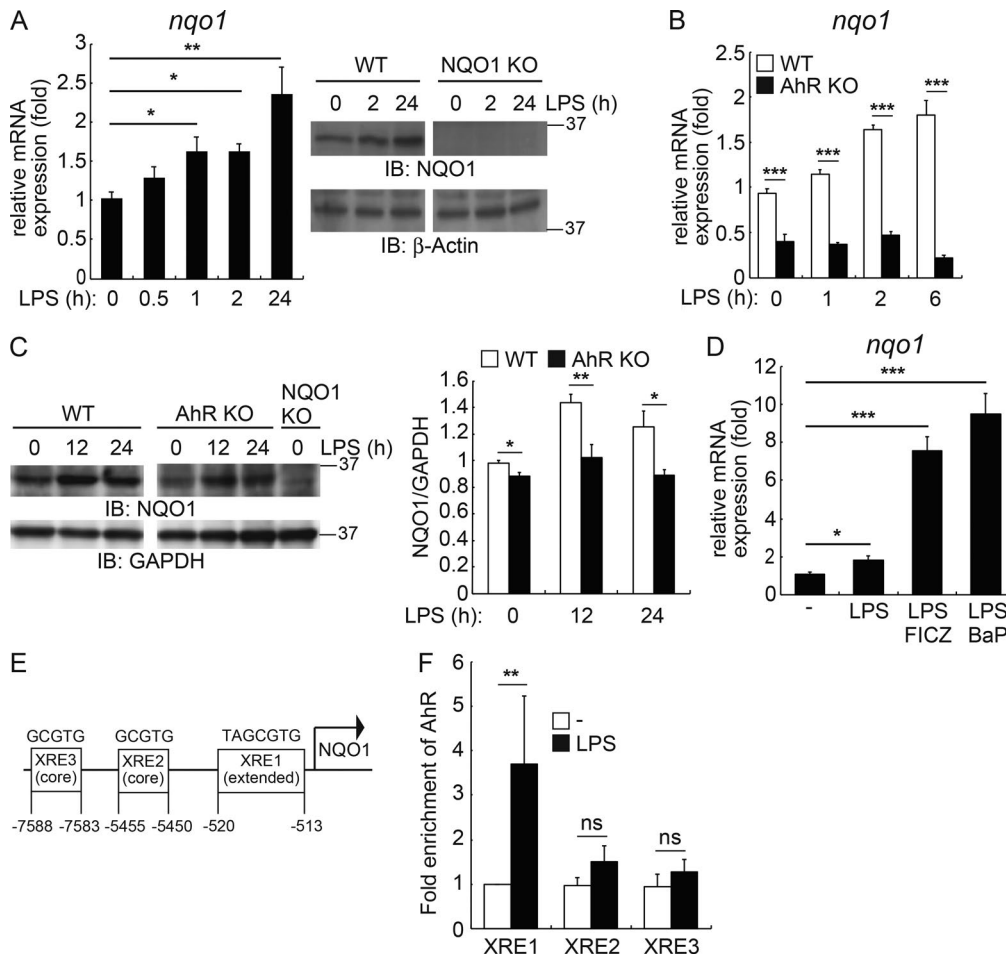 A
nqo1
relative mRNA
expression (fold)
3
2.5
2
1.5
1
0.5
0
**
*
*
LPS (h): 0 0.5 1 2 24
WT NQO1 KO
0 2 24 0 2 24 LPS (h)
37
IB: NQO1
37
IB: β-Actin
B
nqo1
WT
AhR KO
relative mRNA
expression (fold)
2.5
2
1.5
1
0.5
0
*** *** *** ***
LPS (h): 0 1 2 6
C
WT AhR KO NQO1
KO
0 12 24 0 12 24 LPS (h) 0
37
IB: NQO1
37
IB: GAPDH
WT AhR KO
NQO1/GAPDH
1.6
1.4
1.2
1
0.8
0.6
0.4
0.2
0
* ** *
LPS (h): 0 12 24
D
nqo1
relative mRNA
expression (fold)
12
10
8
6
4
2
0
***
***
*
- LPS LPS LPS
FICZ BaP
E
GCGTG GCGTG TAGCGTG
XRE3 XRE2 XRE1 NQO1
(core) (core) (extended)
-7588 -7583 -5455 -5450 -520 -513
F
Fold enrichment of AhR
6
5
4
3
2
1
0
-
LPS
** ns ns
XRE1 XRE2 XRE3